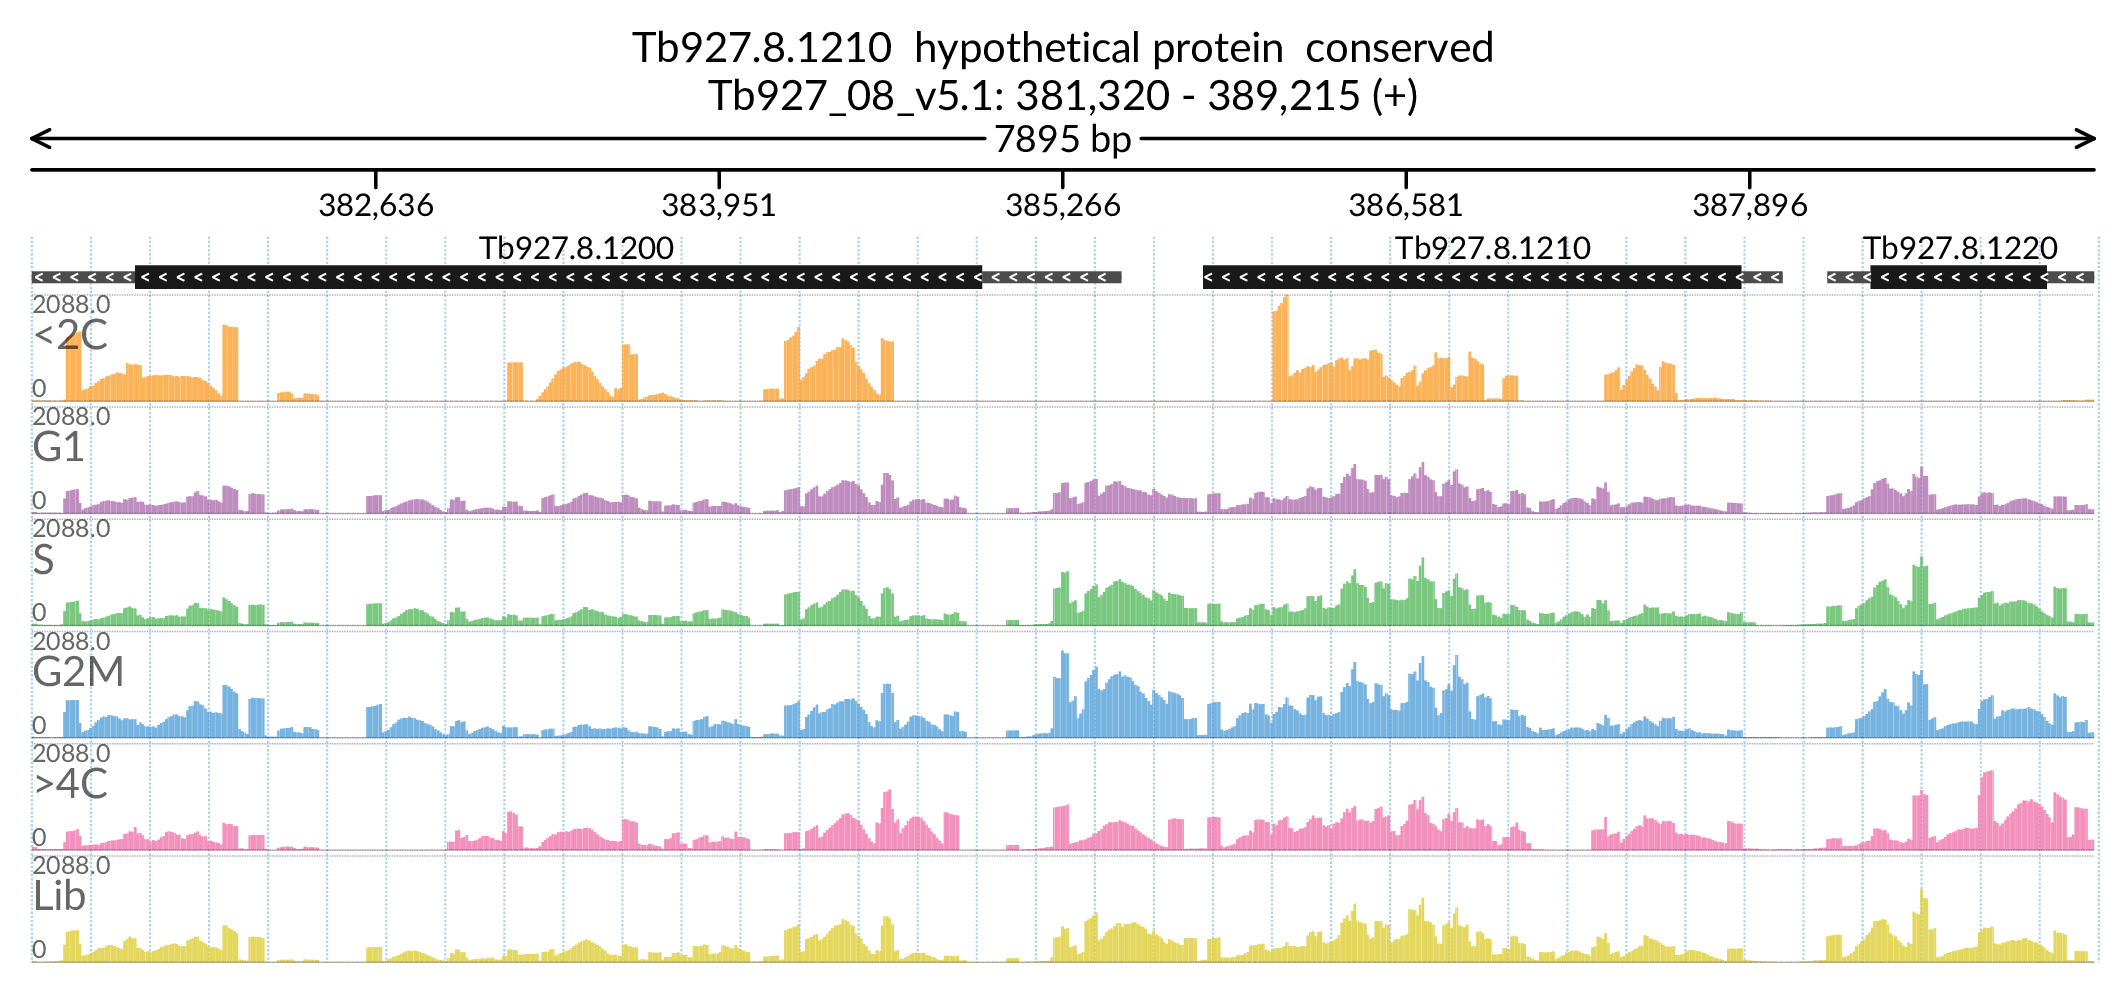 Tb927.8.1210  hypothetical protein  conserved
Tb927_08_v5.1: 381,320 - 389,215 (+)
7895 bp
382,636 383,951 385,266 386,581 387,896
Tb927.8.1200 Tb927.8.1210 Tb927.8.1220
2088.0
<2C
0
2088.0
G1
0
2088.0
S
0
2088.0
G2M
0
2088.0
>4C
0
2088.0
Lib
0